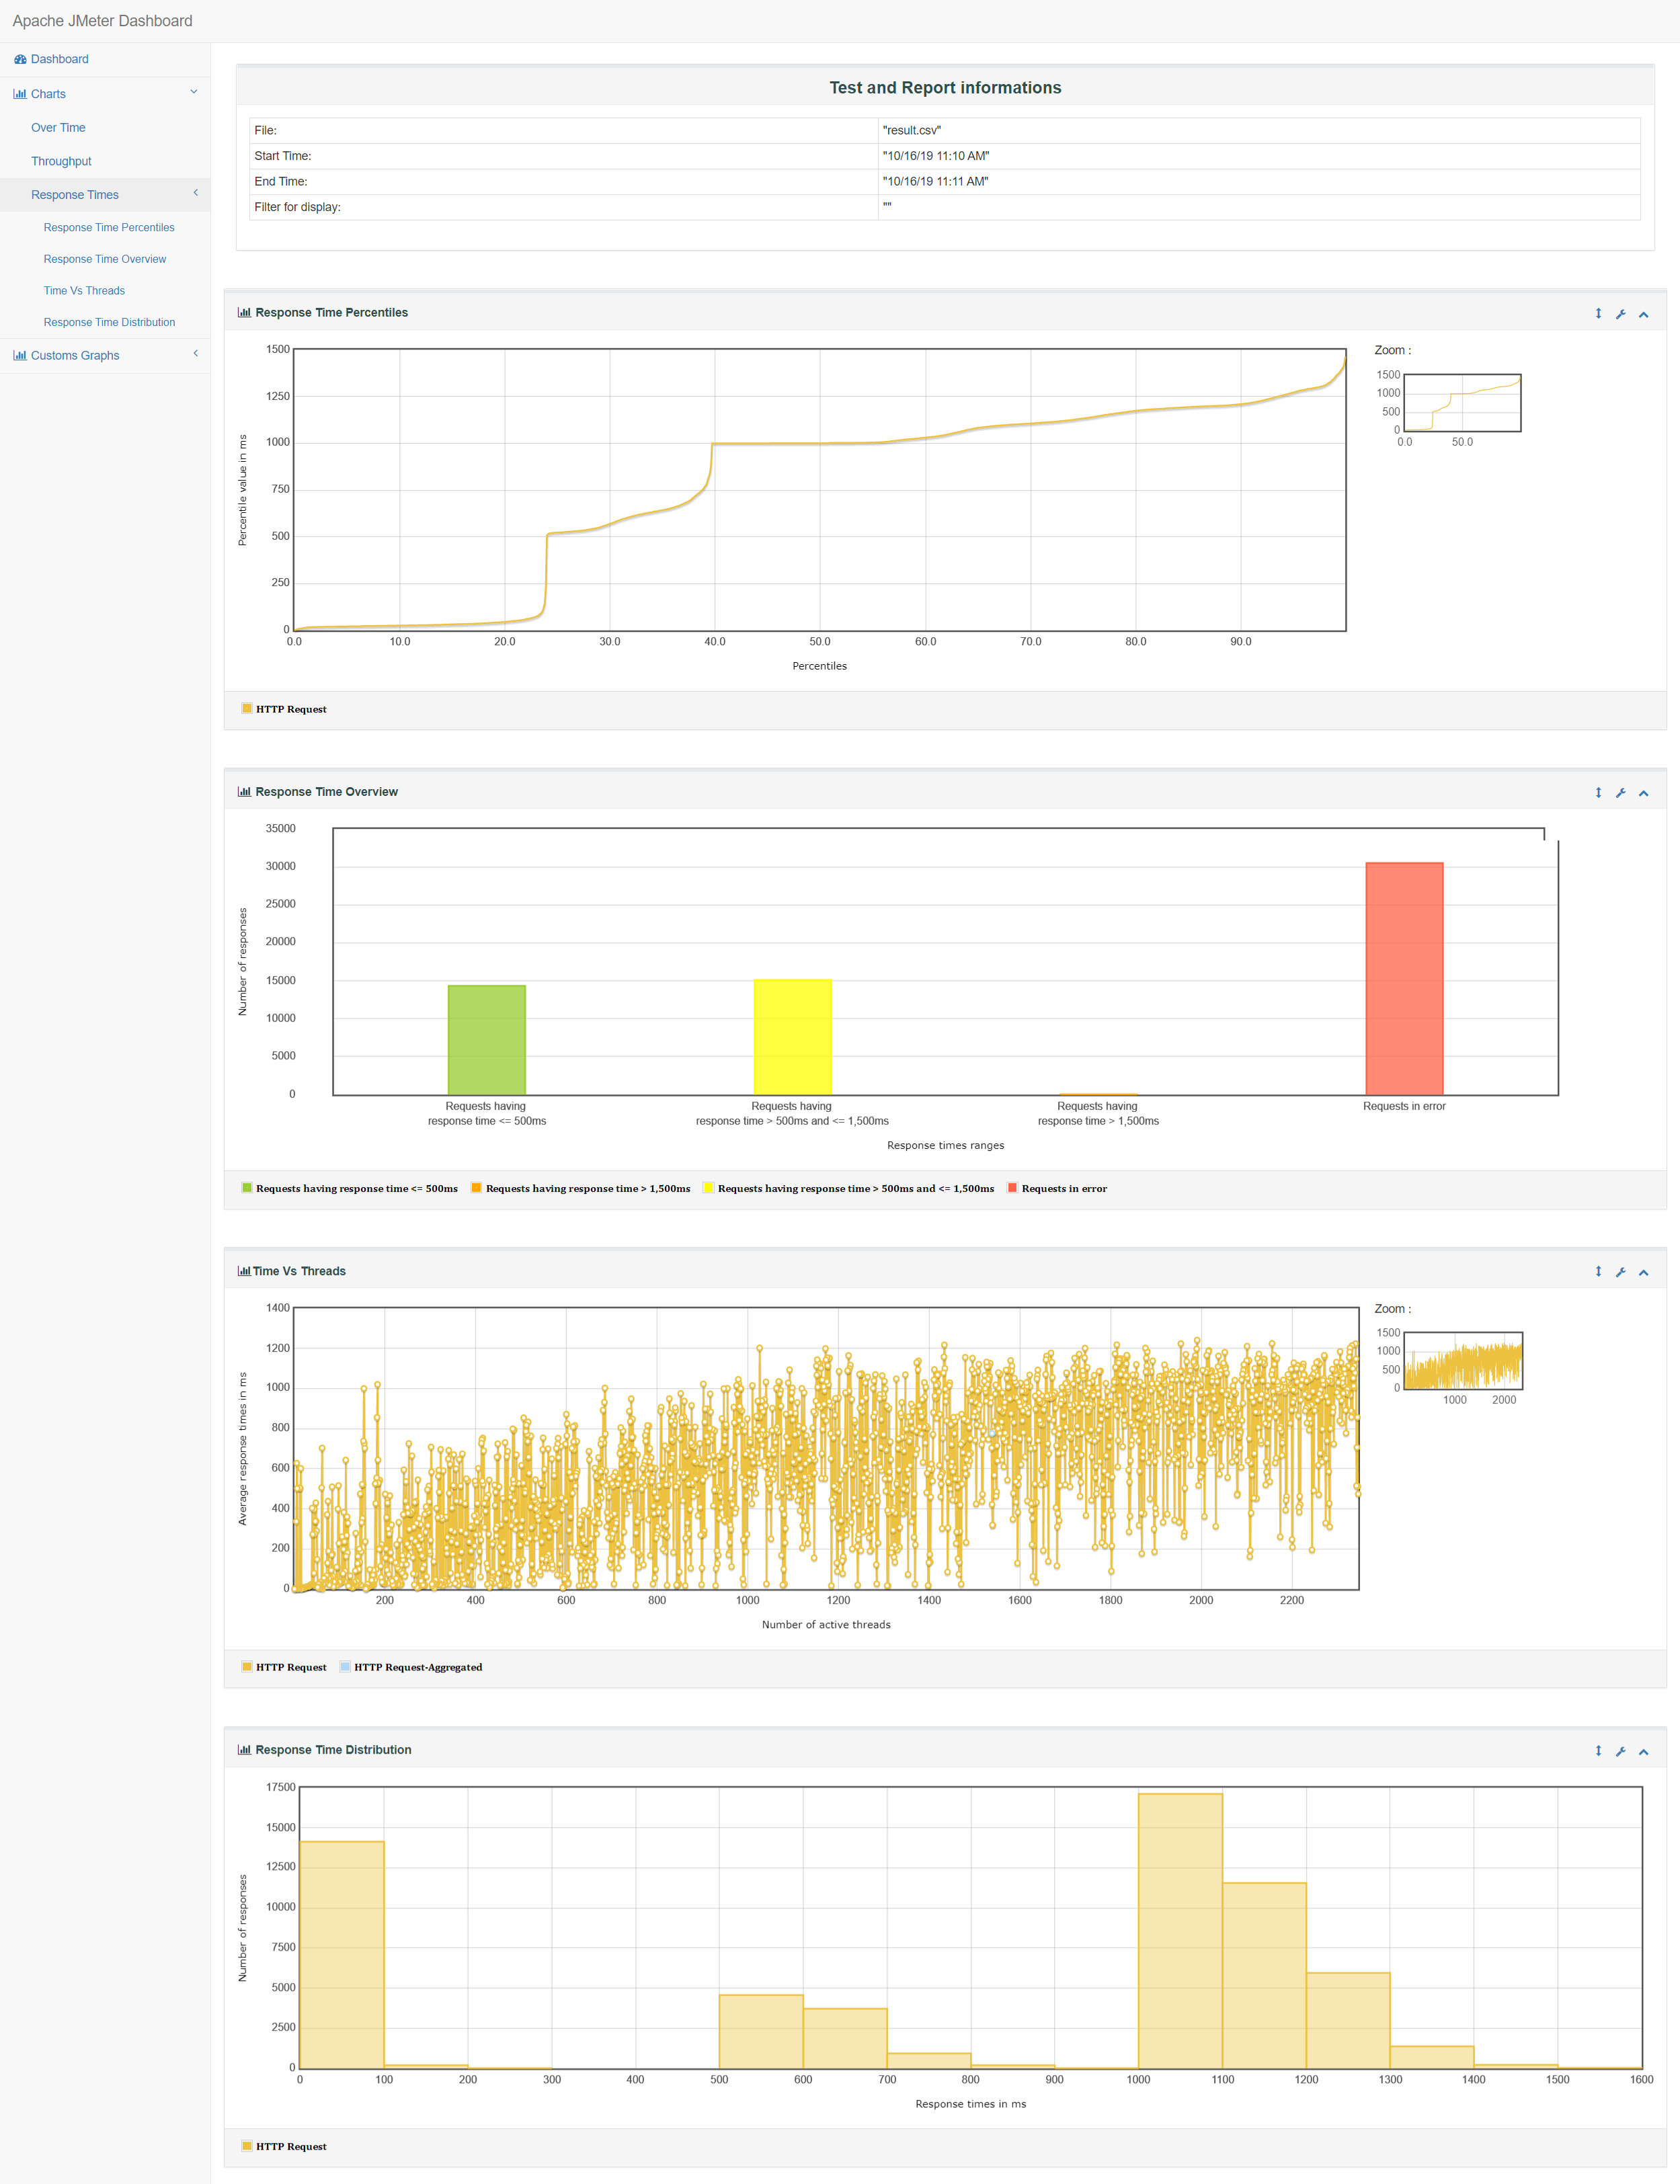 Apache JMeter Dashboard
Dashboard
Charts
Over Time
Throughput
Response Times
Response Time Percentiles
Response Time Overview
Time Vs Threads
Response Time Distribution
Customs Graphs
Test and Report informations
File: "result.csv"
Start Time: "10/16/19 11:10 AM"
End Time: "10/16/19 11:11 AM"
Filter for display: ""
Response Time Percentiles
Percentile value in ms
1500
1250
1000
750
500
250
0
0.0 10.0 20.0 30.0 40.0 50.0 60.0 70.0 80.0 90.0
Percentiles
Zoom :
1500
1000
500
0
0.0 50.0
HTTP Request
Response Time Overview
Number of responses
35000
30000
25000
20000
15000
10000
5000
0
Requests having
response time <= 500ms
Requests having
response time > 500ms and <= 1,500ms
Requests having
response time > 1,500ms
Requests in error
Response times ranges
Requests having response time <= 500ms Requests having response time > 1,500ms Requests having response time > 500ms and <= 1,500ms Requests in error
Time Vs Threads
Average response times in ms
1400
1200
1000
800
600
400
200
0
200 400 600 800 1000 1200 1400 1600 1800 2000 2200
Number of active threads
Zoom :
1500
1000
500
0
1000 2000
HTTP Request HTTP Request-Aggregated
Response Time Distribution
Number of responses
17500
15000
12500
10000
7500
5000
2500
0
0 100 200 300 400 500 600 700 800 900 1000 1100 1200 1300 1400 1500 1600
Response times in ms
HTTP Request